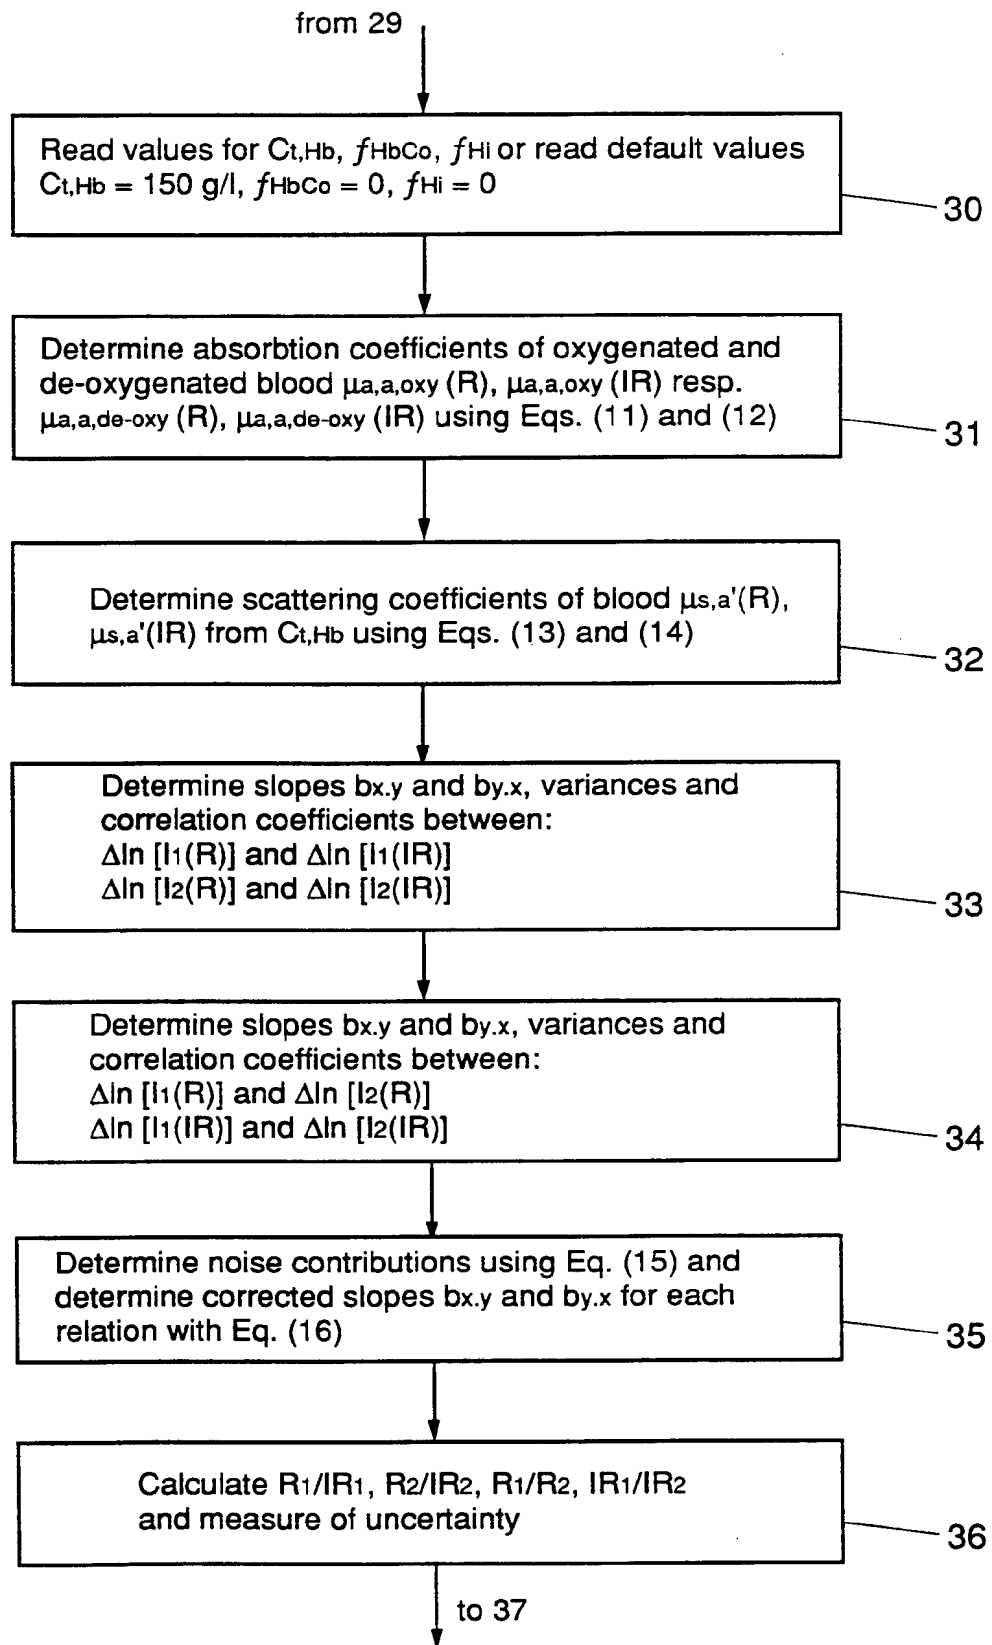 from 29
Read values for Ct,Hb, fHbCo, fHi or read default values
Ct,Hb = 150 g/l, fHbCo = 0, fHi = 0
30
Determine absorbtion coefficients of oxygenated and
de-oxygenated blood µa,a,oxy (R), µa,a,oxy (IR) resp.
µa,a,de-oxy (R), µa,a,de-oxy (IR) using Eqs. (11) and (12)
31
Determine scattering coefficients of blood µs,a'(R),
µs,a'(IR) from Ct,Hb using Eqs. (13) and (14)
32
Determine slopes bx.y and by.x, variances and
correlation coefficients between:
Δln [I1(R)] and Δln [I1(IR)]
Δln [I2(R)] and Δln [I2(IR)]
33
Determine slopes bx.y and by.x, variances and
correlation coefficients between:
Δln [I1(R)] and Δln [I2(R)]
Δln [I1(IR)] and Δln [I2(IR)]
34
Determine noise contributions using Eq. (15) and
determine corrected slopes bx.y and by.x for each
relation with Eq. (16)
35
Calculate R1/IR1, R2/IR2, R1/R2, IR1/IR2
and measure of uncertainty
36
to 37